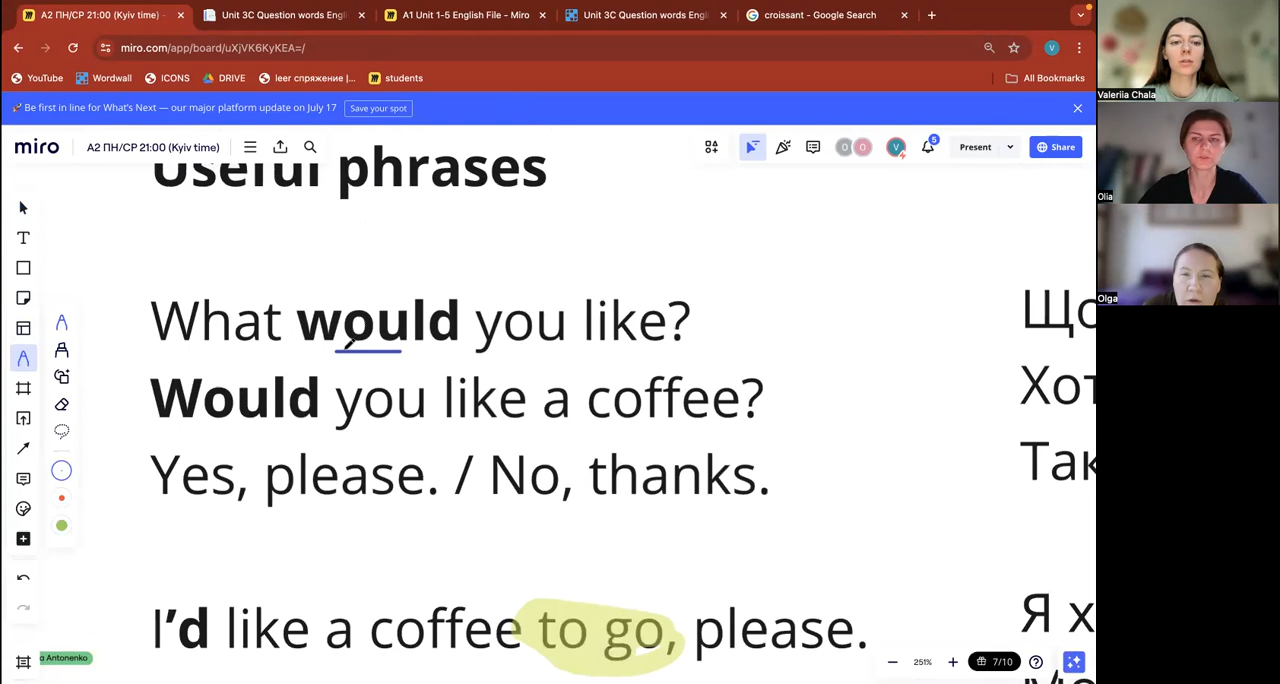 A2 ПН/СР 21:00 (Kyiv time)
Unit 3C Question words Engl
A1 Unit 1-5 English File - Miro
Unit 3C Question words Engl
croissant - Google Search
miro.com/app/board/uXjVK6KyKEA=/
V
YouTube
Wordwall
ICONS
DRIVE
leer спряжение |...
students
All Bookmarks
Be first in line for What's Next — our major platform update on July 17
Save your spot
miro
A2 ПН/СР 21:00 (Kyiv time)
O
O
V
5
Present
Share
Useful phrases
What would you like?
Would you like a coffee?
Yes, please. / No, thanks.
I'd like a coffee to go, please.
Що
Хот
Так
Я х
a Antonenko
251%
7/10
Valeriia Chala
Olia
Olga